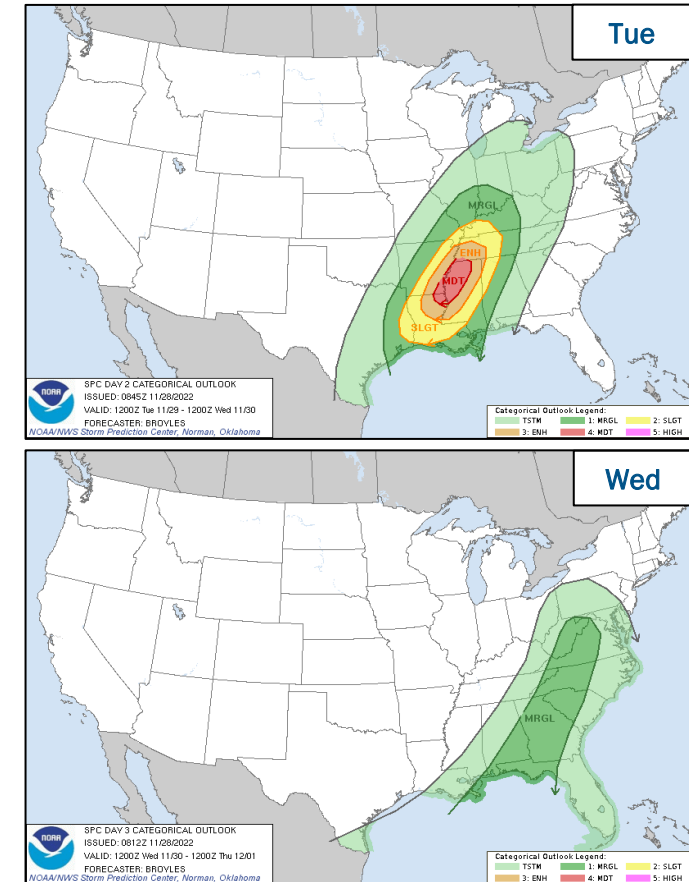 Tue
MRGL
ENH
MDT
SLGT
SPC DAY 2 CATEGORICAL OUTLOOK
ISSUED: 0845Z 11/28/2022
VALID: 1200Z Tue 11/29 - 1200Z Wed 11/30
FORECASTER: BROYLES
NOAA/NWS Storm Prediction Center, Norman, Oklahoma
NOAA
Categorical Outlook Legend:
TSTM 1: MRGL 2: SLGT
3: ENH 4: MDT 5: HIGH
Wed
MRGL
SPC DAY 3 CATEGORICAL OUTLOOK
ISSUED: 0812Z 11/28/2022
VALID: 1200Z Wed 11/30 - 1200Z Thu 12/01
FORECASTER: BROYLES
NOAA/NWS Storm Prediction Center, Norman, Oklahoma
NOAA
Categorical Outlook Legend:
TSTM 1: MRGL 2: SLGT
3: ENH 4: MDT 5: HIGH